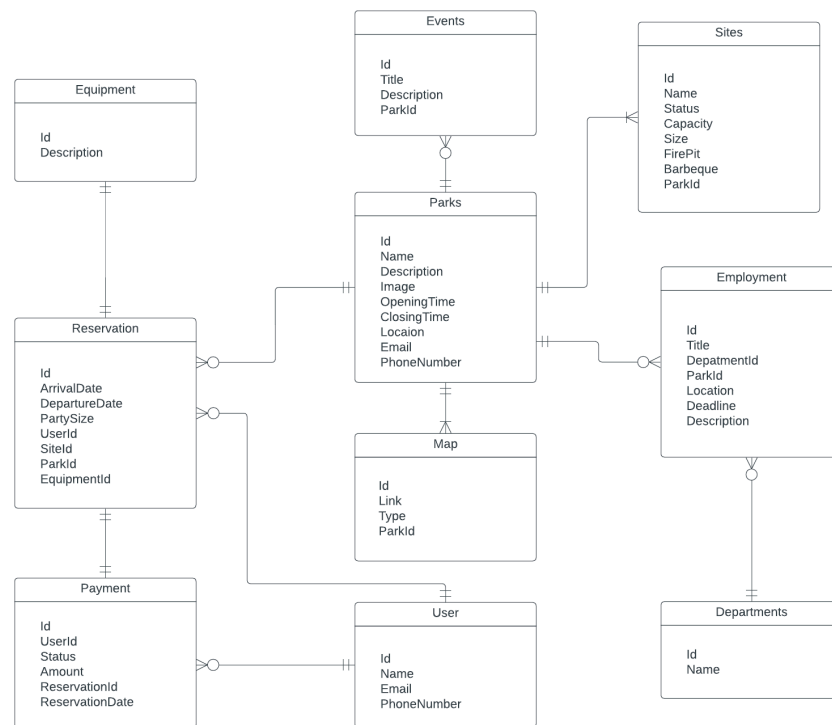 Events
Id
Title
Description
ParkId
Sites
Id
Name
Status
Capacity
Size
FirePit
Barbeque
ParkId
Equipment
Id
Description
Parks
Id
Name
Description
Image
OpeningTime
ClosingTime
Locaion
Email
PhoneNumber
Employment
Id
Title
DepatmentId
ParkId
Location
Deadline
Description
Reservation
Id
ArrivalDate
DepartureDate
PartySize
UserId
SiteId
ParkId
EquipmentId
Map
Id
Link
Type
ParkId
Payment
Id
UserId
Status
Amount
ReservationId
ReservationDate
User
Id
Name
Email
PhoneNumber
Departments
Id
Name